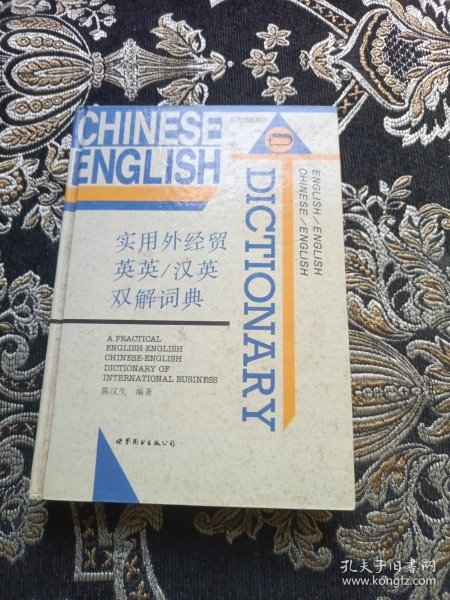 CHINESE
ENGLISH
实用外经贸
英英/汉英
双解词典
A PRACTICAL
ENGLISH-ENGLISH
CHINESE-ENGLISH
DICTIONARY OF
INTERNATIONAL BUSINESS
陈汉生 编著
世界图书出版公司
DICTIONARY
ENGLISH/ENGLISH
CHINESE/ENGLISH
孔夫子旧书网
www.kongfz.com